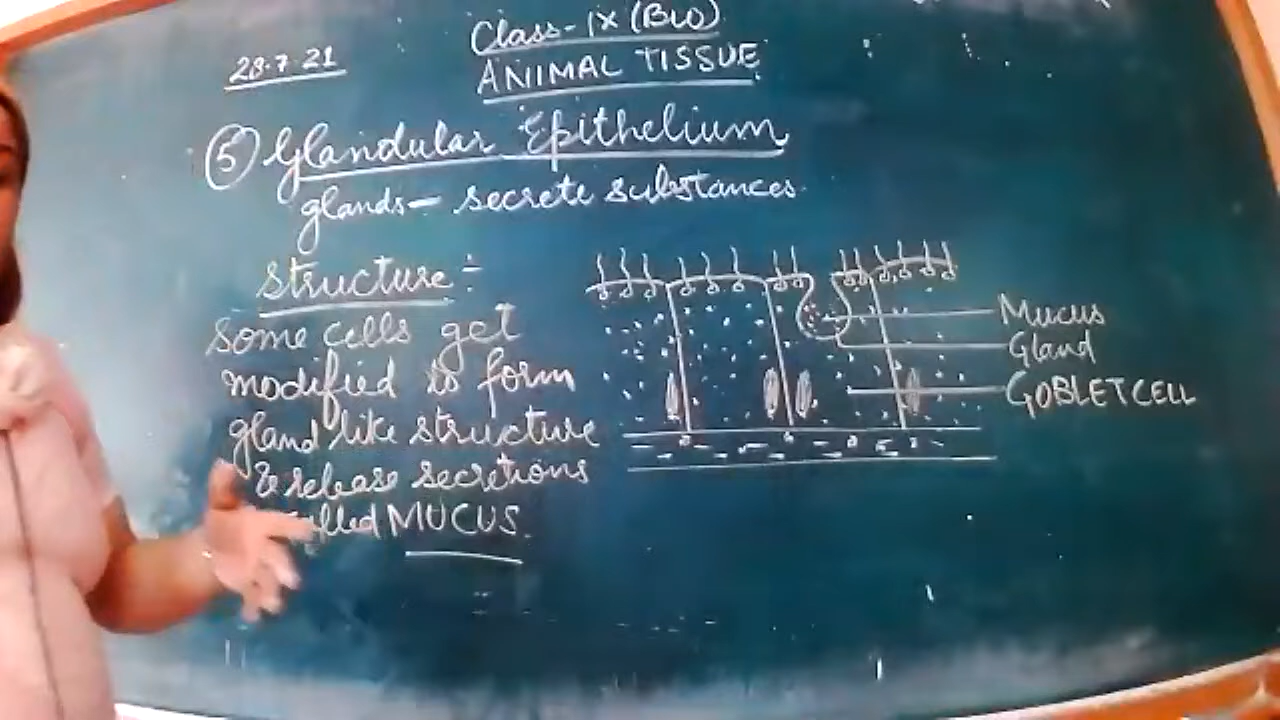 28.7.21
Class-IX (BIO)
ANIMAL TISSUE
⑤ Glandular Epithelium
glands - secrete substances
Structure :-
Some cells get
modified to form
gland like structure
& release secretions
called MUCUS.
Mucus
Gland
GOBLET CELL